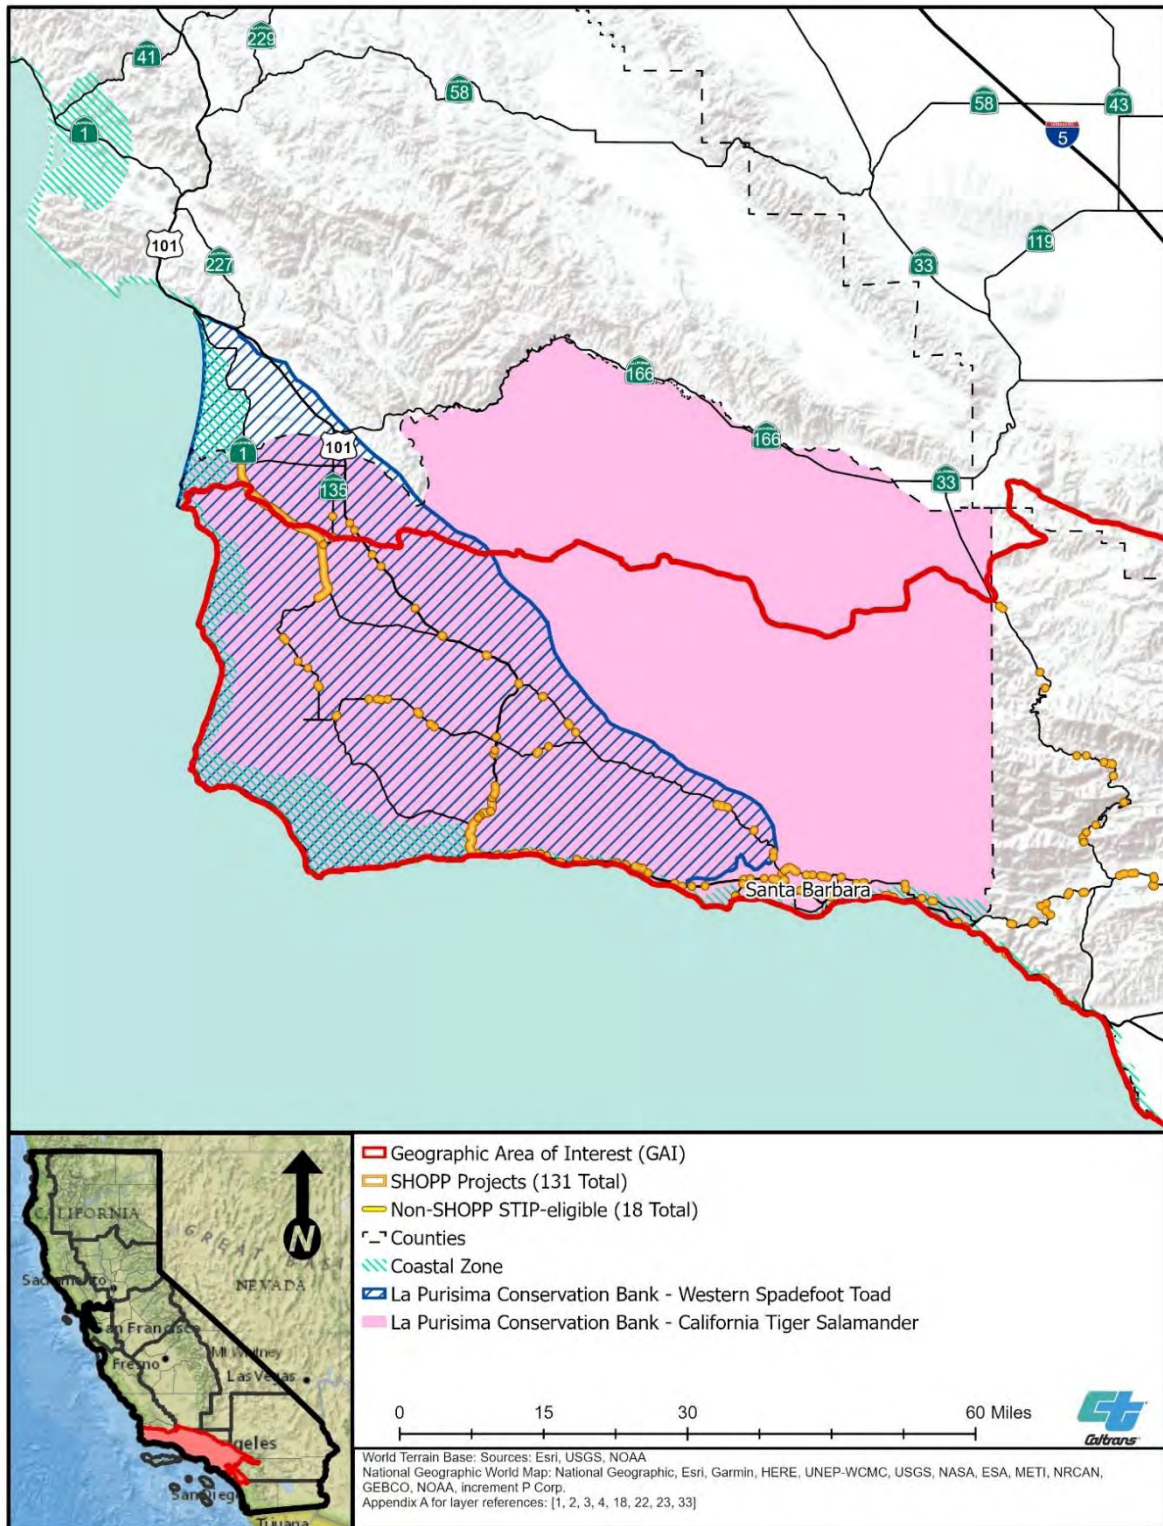 229
41
58
58
43
1
5
101
227
119
33
166
166
1
101
135
33
Santa Barbara
CALIFORNIA
GREAT
NEVADA
San Francisco
Fresno
Las Vegas
geles
Tijuana
N
Geographic Area of Interest (GAI)
SHOPP Projects (131 Total)
Non-SHOPP STIP-eligible (18 Total)
Counties
Coastal Zone
La Purisima Conservation Bank - Western Spadefoot Toad
La Purisima Conservation Bank - California Tiger Salamander
0 15 30 60 Miles
Caltrans
World Terrain Base: Sources: Esri, USGS, NOAA
National Geographic World Map: National Geographic, Esri, Garmin, HERE, UNEP-WCMC, USGS, NASA, ESA, METI, NRCAN,
GEBCO, NOAA, increment P Corp.
Appendix A for layer references: [1, 2, 3, 4, 18, 22, 23, 33]